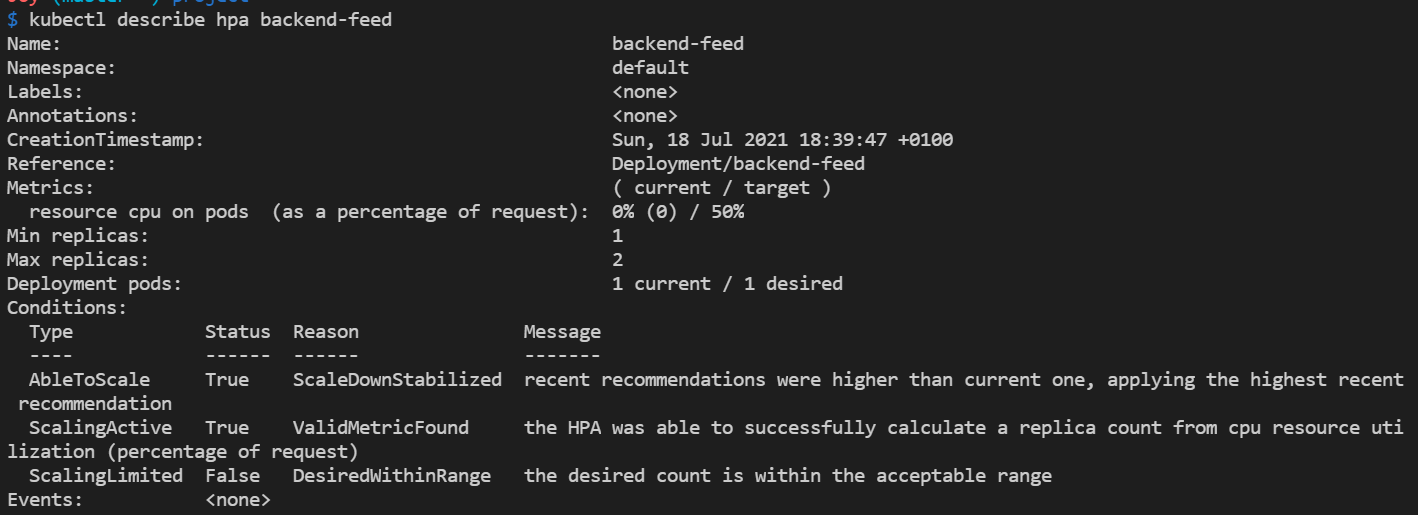 $ kubectl describe hpa backend-feed
Name:                                                  backend-feed
Namespace:                                             default
Labels:                                                <none>
Annotations:                                           <none>
CreationTimestamp:                                     Sun, 18 Jul 2021 18:39:47 +0100
Reference:                                             Deployment/backend-feed
Metrics:                                               ( current / target )
  resource cpu on pods  (as a percentage of request):  0% (0) / 50%
Min replicas:                                          1
Max replicas:                                          2
Deployment pods:                                       1 current / 1 desired
Conditions:
  Type            Status  Reason               Message
  ----            ------  ------               -------
  AbleToScale     True    ScaleDownStabilized  recent recommendations were higher than current one, applying the highest recent
 recommendation
  ScalingActive   True    ValidMetricFound     the HPA was able to successfully calculate a replica count from cpu resource uti
lization (percentage of request)
  ScalingLimited  False   DesiredWithinRange   the desired count is within the acceptable range
Events:           <none>